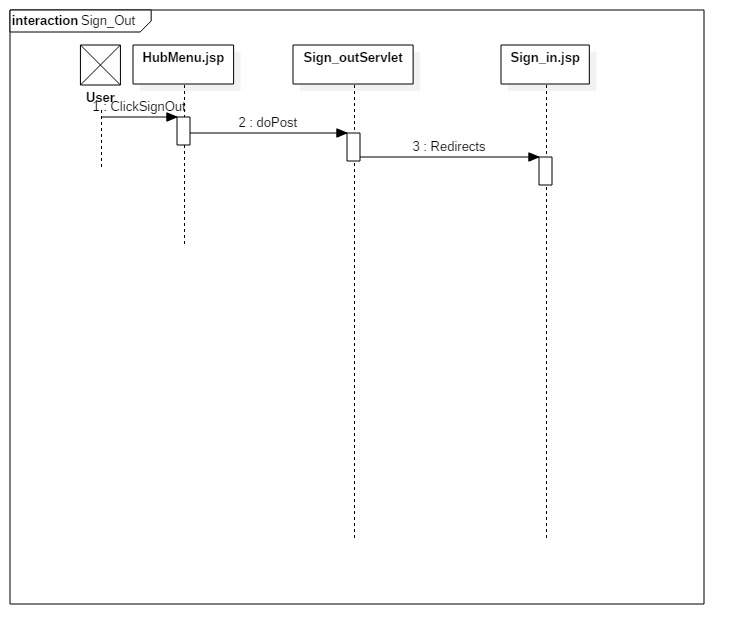 interaction Sign_Out
HubMenu.jsp
Sign_outServlet
Sign_in.jsp
User
1 : ClickSignOut
2 : doPost
3 : Redirects